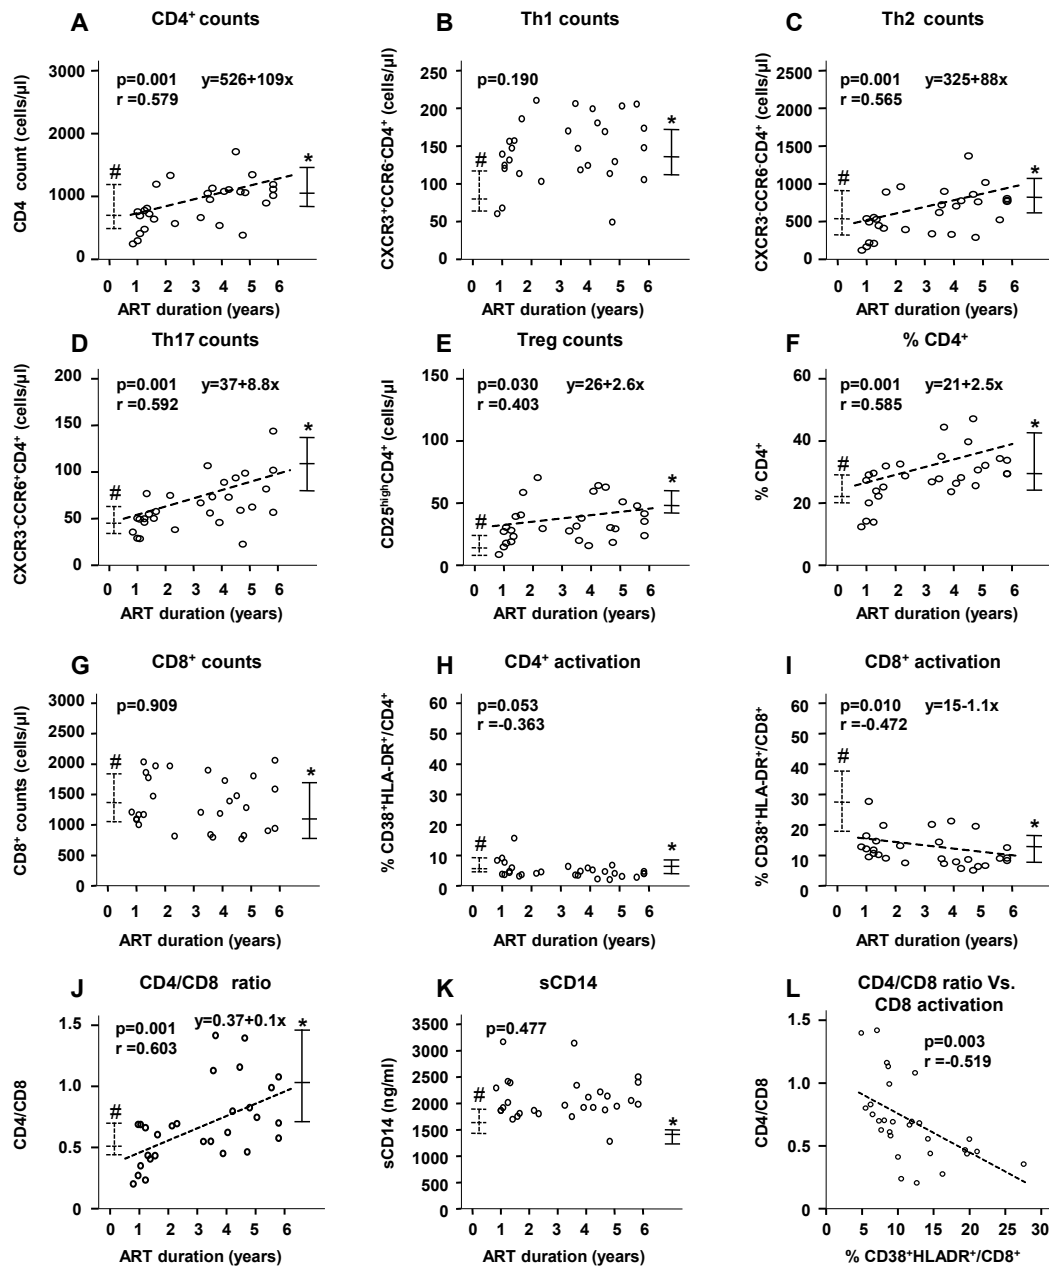 A CD4⁺ counts
p=0.001 y=526+109x
r =0.579
CD4 count (cells/µl)
3000
2000
1000
0
#
*
0 1 2 3 4 5 6
ART duration (years)
B Th1 counts
p=0.190
CXCR3⁺CCR6⁻CD4⁺ (cells/µl)
250
200
150
100
50
0
#
*
0 1 2 3 4 5 6
ART duration (years)
C Th2 counts
p=0.001 y=325+88x
r =0.565
CXCR3⁻CCR6⁻CD4⁺ (cells/µl)
2000
1500
1000
500
0
#
*
0 1 2 3 4 5 6
ART duration (years)
D Th17 counts
p=0.001 y=37+8.8x
r =0.592
CXCR3⁻CCR6⁺CD4⁺ (cells/µl)
200
150
100
50
0
#
*
0 1 2 3 4 5 6
ART duration (years)
E Treg counts
p=0.030 y=26+2.6x
r =0.403
CD25ʰⁱᵍʰCD4⁺ (cells/µl)
150
100
50
0
#
*
0 1 2 3 4 5 6
ART duration (years)
F % CD4⁺
p=0.001 y=21+2.5x
r =0.585
% CD4⁺
60
40
20
0
#
*
0 1 2 3 4 5 6
ART duration (years)
G CD8⁺ counts
p=0.909
CD8⁺ counts (cells/µl)
3000
2500
2000
1500
1000
500
0
#
*
0 1 2 3 4 5 6
ART duration (years)
H CD4⁺ activation
p=0.053
r =-0.363
% CD38⁺HLA-DR⁺/CD4⁺
60
50
40
30
20
10
0
#
*
0 1 2 3 4 5 6
ART duration (years)
I CD8⁺ activation
p=0.010 y=15-1.1x
r =-0.472
% CD38⁺HLA-DR⁺/CD8⁺
60
50
40
30
20
10
0
#
*
0 1 2 3 4 5 6
ART duration (years)
J CD4/CD8 ratio
p=0.001 y=0.37+0.1x
r =0.603
CD4/CD8
1.5
1.0
0.5
0
#
*
0 1 2 3 4 5 6
ART duration (years)
K sCD14
p=0.477
sCD14 (ng/ml)
3500
3000
2500
2000
1500
1000
500
0
#
*
0 1 2 3 4 5 6
ART duration (years)
L CD4/CD8 ratio Vs.
CD8 activation
p=0.003
r =-0.519
CD4/CD8
1.5
1.0
0.5
0
0 5 10 15 20 25 30
% CD38⁺HLADR⁺/CD8⁺